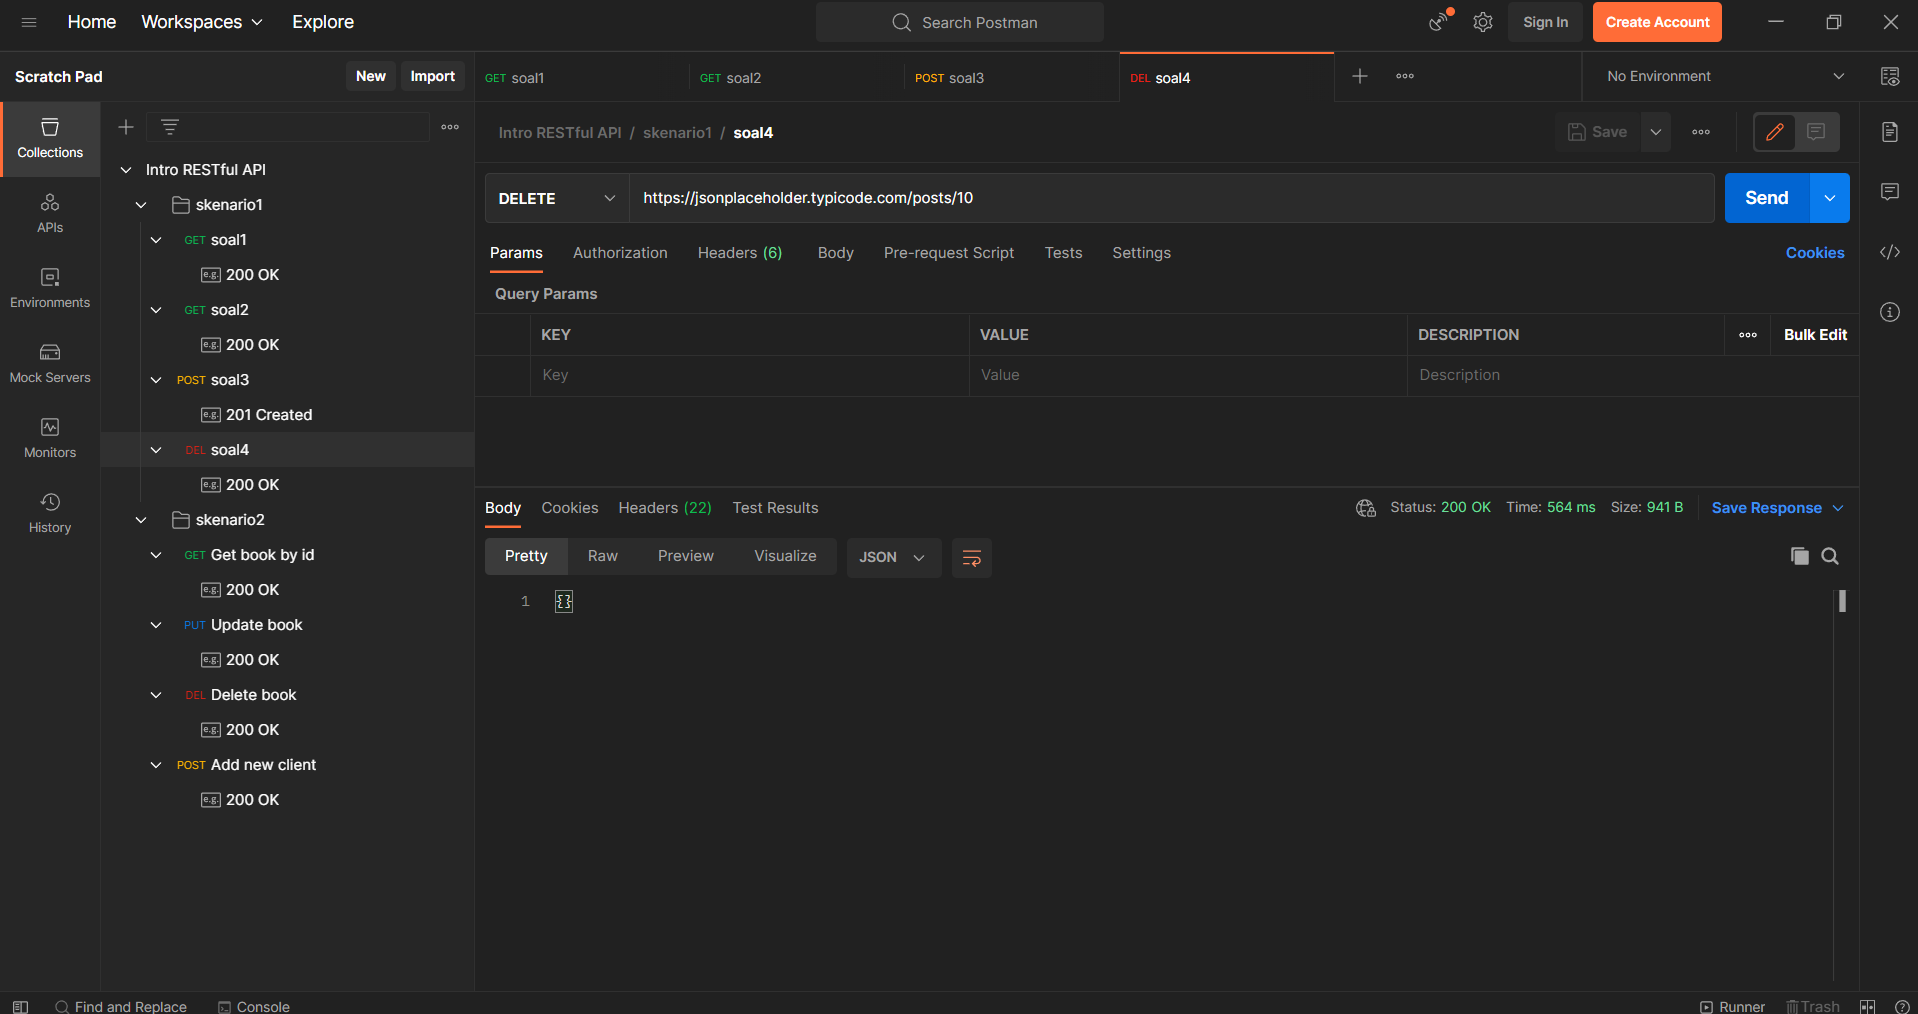 Home Workspaces Explore Search Postman Sign In Create Account
Scratch Pad New Import GET soal1 GET soal2 POST soal3 DEL soal4 No Environment
Collections
APIs
Environments
Mock Servers
Monitors
History
Intro RESTful API
skenario1
GET soal1
e.g. 200 OK
GET soal2
e.g. 200 OK
POST soal3
e.g. 201 Created
DEL soal4
e.g. 200 OK
skenario2
GET Get book by id
e.g. 200 OK
PUT Update book
e.g. 200 OK
DEL Delete book
e.g. 200 OK
POST Add new client
e.g. 200 OK
Intro RESTful API / skenario1 / soal4 Save
DELETE https://jsonplaceholder.typicode.com/posts/10 Send
Params Authorization Headers (6) Body Pre-request Script Tests Settings Cookies
Query Params
KEY VALUE DESCRIPTION Bulk Edit
Key Value Description
Body Cookies Headers (22) Test Results Status: 200 OK Time: 564 ms Size: 941 B Save Response
Pretty Raw Preview Visualize JSON
1 {}
Find and Replace Console Runner Trash